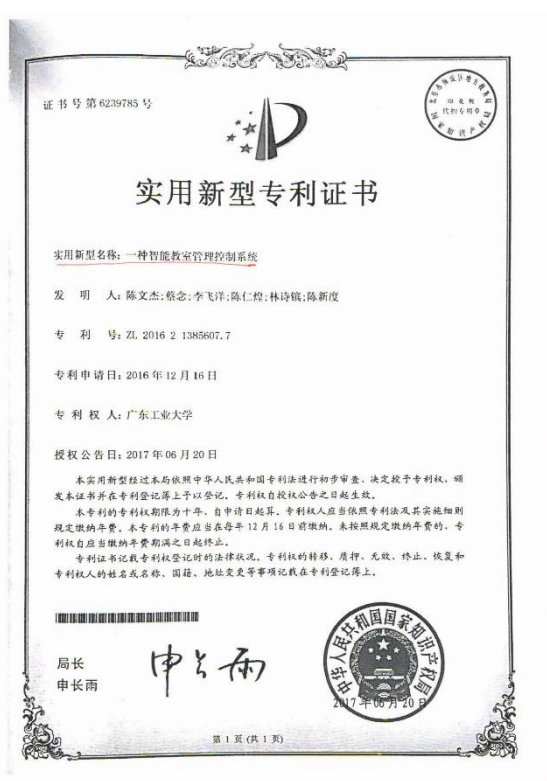 证书号第6239785号
实用新型专利证书
实用新型名称：一种智能教室管理控制系统
发 明 人：陈文杰;蔡念;李飞洋;陈仁煌;林诗镔;陈新度
专 利 号：ZL 2016 2 1385607.7
专利申请日：2016年12月16日
专 利 权 人：广东工业大学
授权公告日：2017年06月20日
本实用新型经过本局依照中华人民共和国专利法进行初步审查，决定授予专利权，颁
发本证书并在专利登记簿上予以登记。专利权自授权公告之日起生效。
本专利的专利权期限为十年，自申请日起算。专利权人应当依照专利法及其实施细则
规定缴纳年费。本专利的年费应当在每年12月16日前缴纳。未按照规定缴纳年费的，专
利权自应当缴纳年费期满之日起终止。
专利证书记载专利权登记时的法律状况。专利权的转移、质押、无效、终止、恢复和
专利权人的姓名或名称、国籍、地址变更等事项记载在专利登记簿上。
局长
申长雨
申长雨
中华人民共和国国家知识产权局
2017年06月20日
第 1 页 (共 1 页)